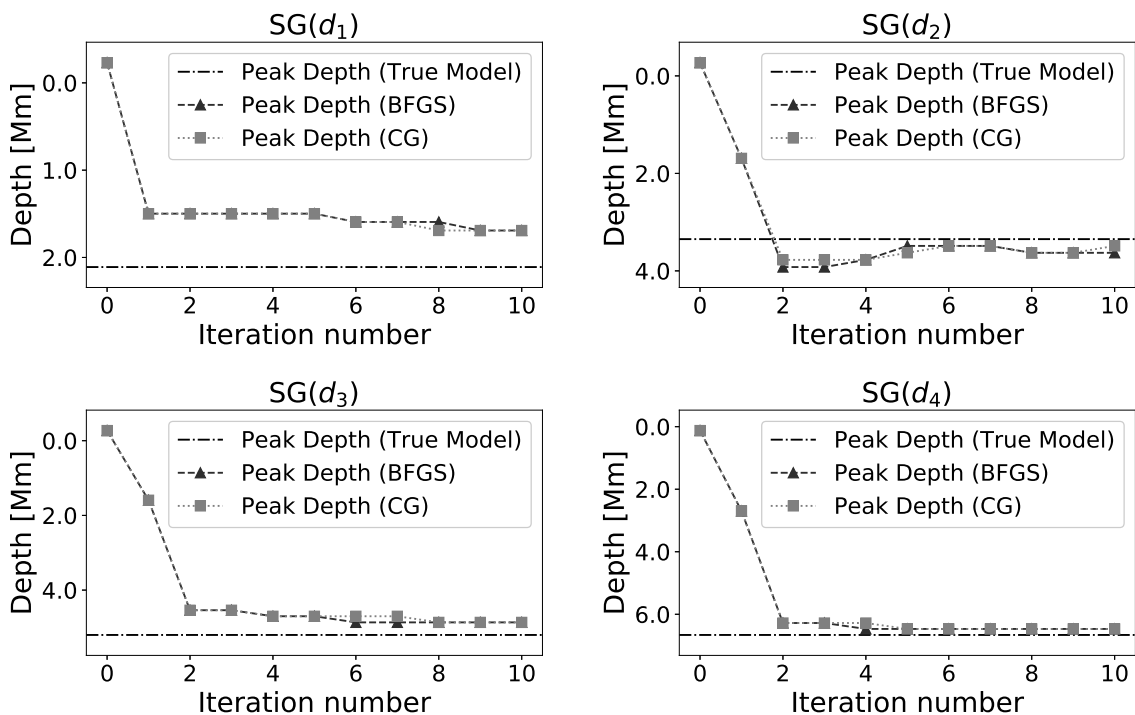 SG(d₁)
Depth [Mm]
0.0
1.0
2.0
Peak Depth (True Model)
Peak Depth (BFGS)
Peak Depth (CG)
0 2 4 6 8 10
Iteration number
SG(d₂)
Depth [Mm]
0.0
2.0
4.0
Peak Depth (True Model)
Peak Depth (BFGS)
Peak Depth (CG)
0 2 4 6 8 10
Iteration number
SG(d₃)
Depth [Mm]
0.0
2.0
4.0
Peak Depth (True Model)
Peak Depth (BFGS)
Peak Depth (CG)
0 2 4 6 8 10
Iteration number
SG(d₄)
Depth [Mm]
0.0
2.0
4.0
6.0
Peak Depth (True Model)
Peak Depth (BFGS)
Peak Depth (CG)
0 2 4 6 8 10
Iteration number